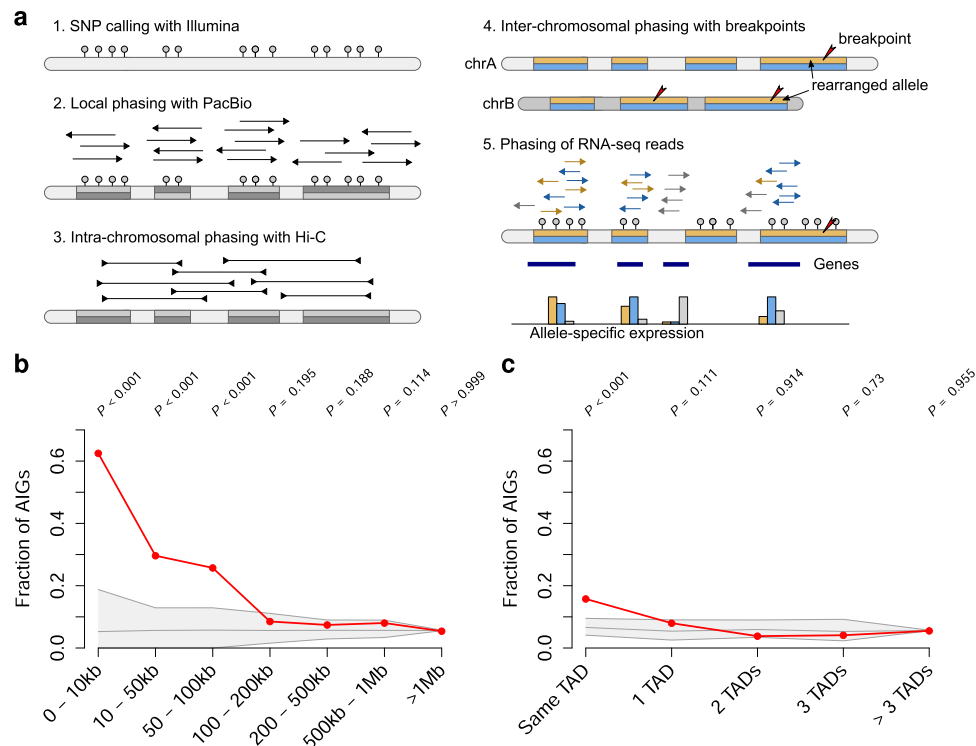 a
1. SNP calling with Illumina
2. Local phasing with PacBio
3. Intra-chromosomal phasing with Hi-C
4. Inter-chromosomal phasing with breakpoints
breakpoint
chrA
rearranged allele
chrB
5. Phasing of RNA-seq reads
Genes
Allele-specific expression
b
P < 0.001
P < 0.001
P < 0.001
P = 0.195
P = 0.188
P = 0.114
P > 0.999
Fraction of AIGs
0.6
0.4
0.2
0.0
0 – 10kb
10 – 50kb
50 – 100kb
100 – 200kb
200 – 500kb
500kb – 1Mb
>1Mb
c
P < 0.001
P = 0.111
P = 0.914
P = 0.73
P = 0.955
Fraction of AIGs
0.6
0.4
0.2
0.0
Same TAD
1 TAD
2 TADs
3 TADs
> 3 TADs